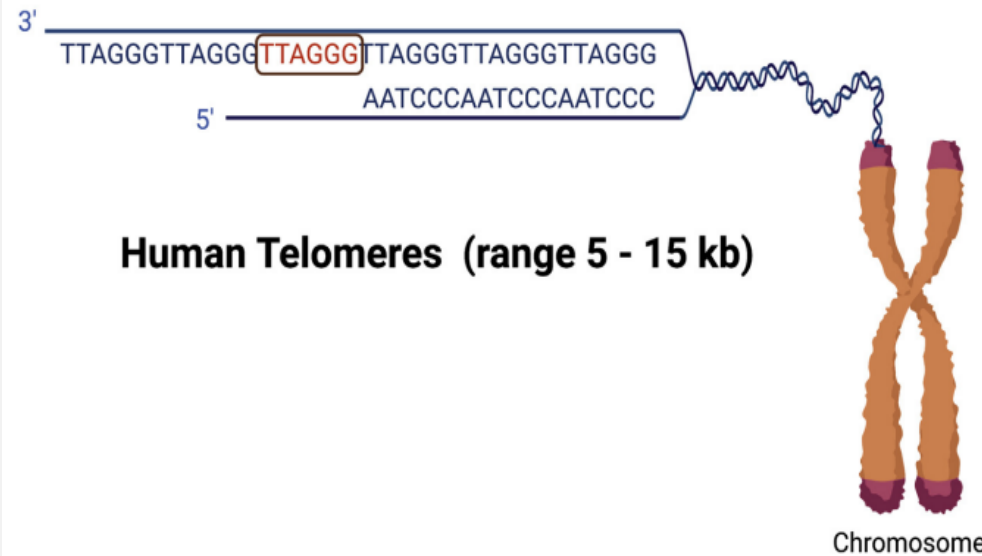 3'
TTAGGGTTAGGGTTAGGGTTAGGGTTAGGGTTAGGG
AATCCCAATCCCAATCCC
5'
Human Telomeres (range 5 - 15 kb)
Chromosome